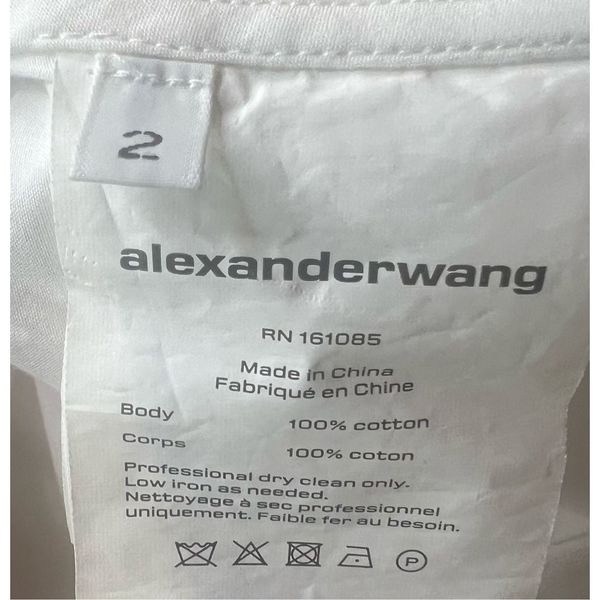 2
alexanderwang
RN 161085
Made in China
Fabriqué en Chine
Body 100% cotton
Corps 100% coton
Professional dry clean only.
Low iron as needed.
Nettoyage à sec professionnel
uniquement. Faible fer au besoin.
P